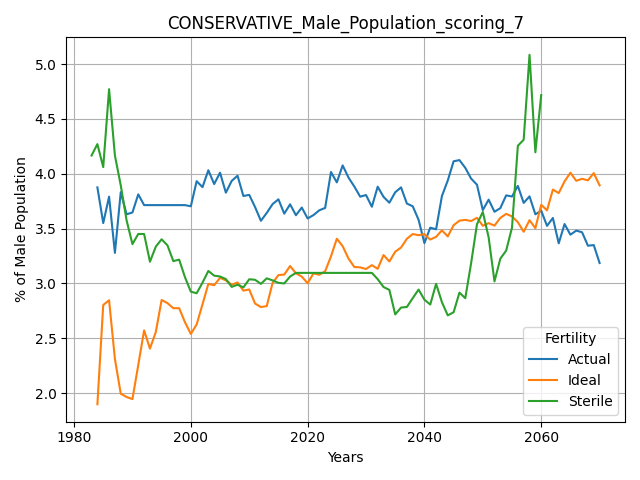 CONSERVATIVE_Male_Population_scoring_7
% of Male Population
5.0
4.5
4.0
3.5
3.0
2.5
2.0
Fertility
Actual
Ideal
Sterile
1980 2000 2020 2040 2060
Years